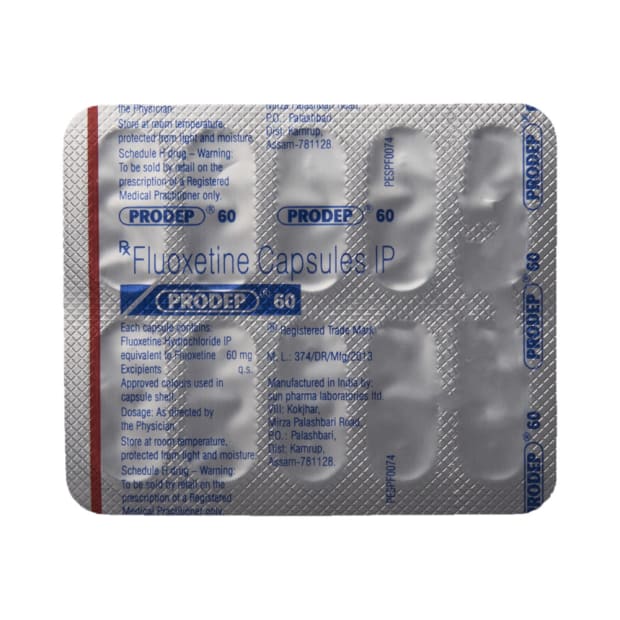 the Physician.
Store at room temperature,
protected from light and moisture.
Schedule H drug – Warning:
To be sold by retail on the
prescription of a Registered
Medical Practitioner only.
Mirza Palashbari Road,
P.O.: Palashbari,
Dist: Kamrup,
Assam-781128.
PESPF0074
PRODEP® 60
PRODEP® 60
Rx Fluoxetine Capsules IP
PRODEP® 60
Each capsule contains:
Fluoxetine Hydrochloride IP
equivalent to Fluoxetine 60 mg
Excipients q.s.
Approved colours used in
capsule shell.
Dosage: As directed by
the Physician.
Store at room temperature,
protected from light and moisture.
Schedule H drug – Warning:
To be sold by retail on the
prescription of a Registered
Medical Practitioner only.
® Registered Trade Mark
M. L.: 374/DR/Mfg/2013
Manufactured in India by:
sun pharma laboratories ltd.
Vill: Kokjhar,
Mirza Palashbari Road,
P.O.: Palashbari,
Dist: Kamrup,
Assam-781128.
PESPF0074
PRODEP
PRODEP® 60
PRODEP® 60